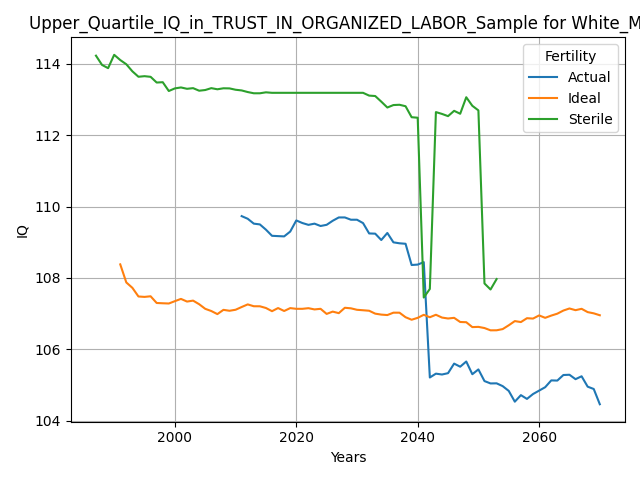 Upper_Quartile_IQ_in_TRUST_IN_ORGANIZED_LABOR_Sample for White_M
Fertility
Actual
Ideal
Sterile
IQ
114
112
110
108
106
104
2000
2020
2040
2060
Years